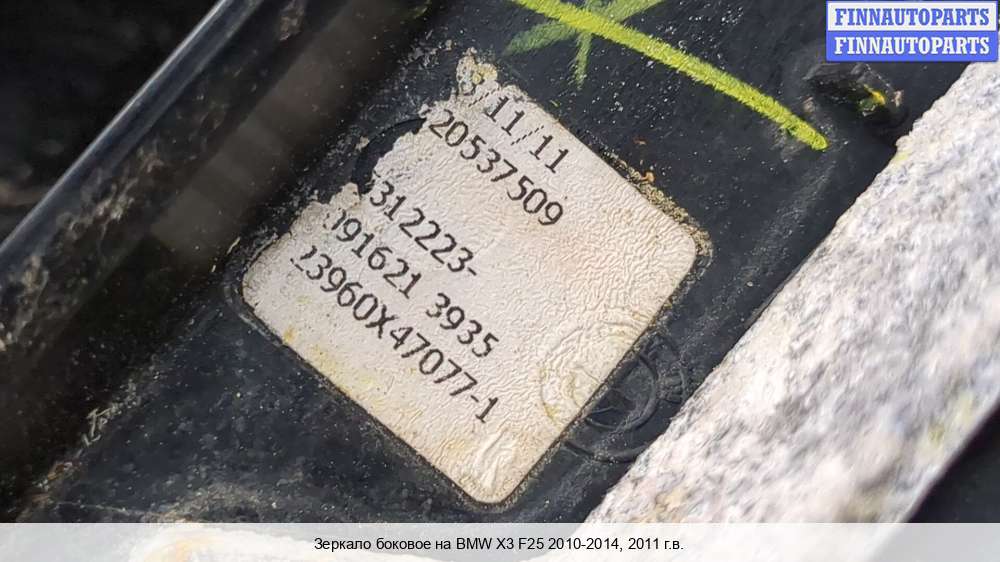 FINNAUTOPARTS
FINNAUTOPARTS
11/11
20537509
312223-
91621 3935
23960X47077-1
Зеркало боковое на BMW X3 F25 2010-2014, 2011 г.в.